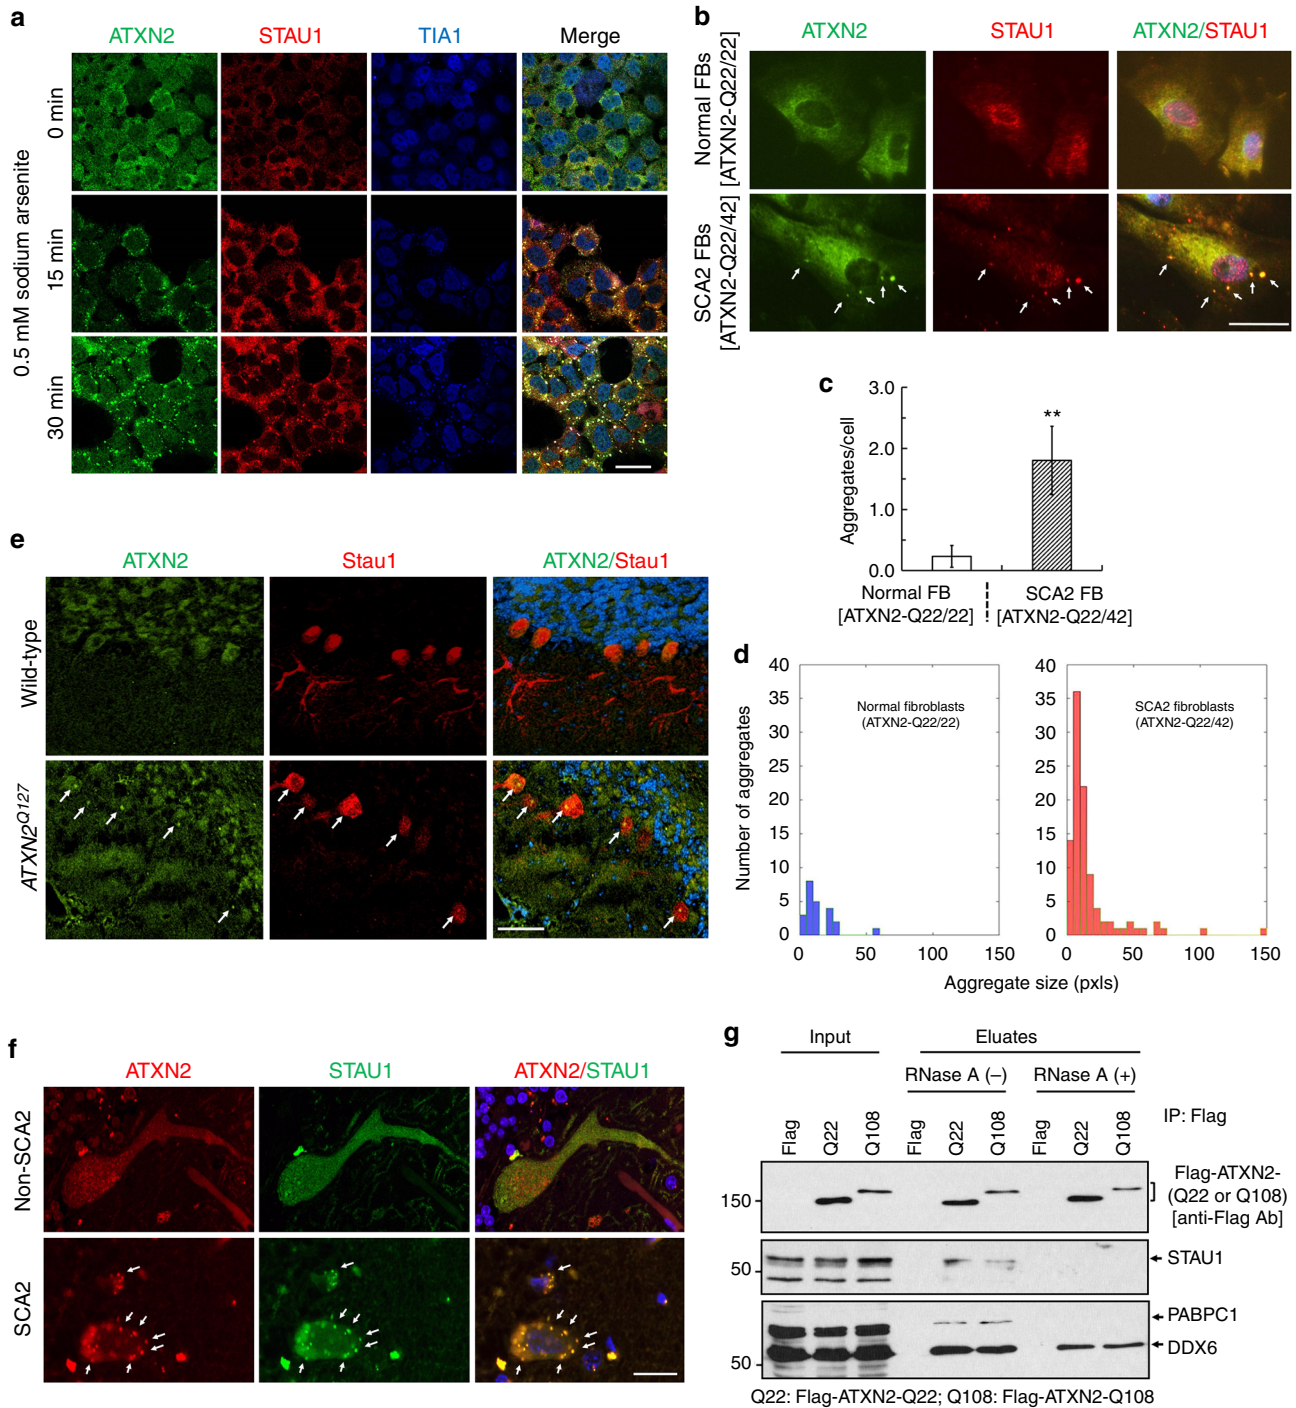 a
ATXN2 STAU1 TIA1 Merge
0.5 mM sodium arsenite
0 min
15 min
30 min
b
ATXN2 STAU1 ATXN2/STAU1
Normal FBs
[ATXN2-Q22/22]
SCA2 FBs
[ATXN2-Q22/42]
c
Aggregates/cell
3.0
2.0
1.0
0.0
**
Normal FB
[ATXN2-Q22/22]
SCA2 FB
[ATXN2-Q22/42]
d
Number of aggregates
40
35
30
25
20
15
10
5
0
0 50 100 150
Normal fibroblasts
(ATXN2-Q22/22)
40
35
30
25
20
15
10
5
0
0 50 100 150
SCA2 fibroblasts
(ATXN2-Q22/42)
Aggregate size (pxls)
e
ATXN2 Stau1 ATXN2/Stau1
Wild-type
ATXN2Q127
f
ATXN2 STAU1 ATXN2/STAU1
Non-SCA2
SCA2
g
Input Eluates
RNase A (–) RNase A (+)
Flag Q22 Q108 Flag Q22 Q108 Flag Q22 Q108
IP: Flag
150
Flag-ATXN2-
(Q22 or Q108)
[anti-Flag Ab]
50
STAU1
PABPC1
DDX6
50
Q22: Flag-ATXN2-Q22; Q108: Flag-ATXN2-Q108